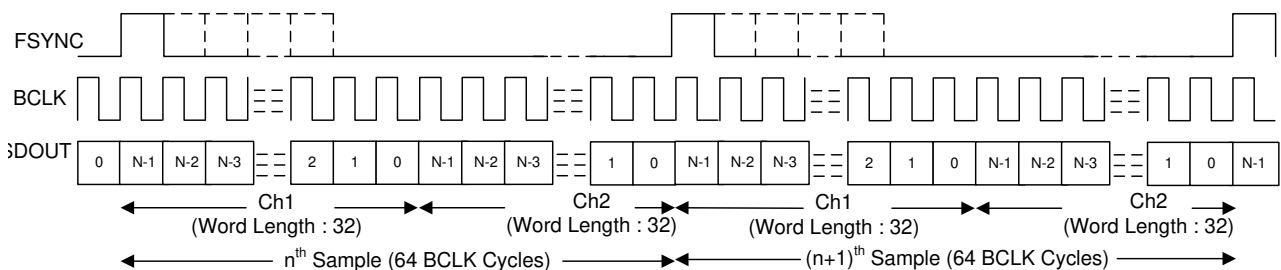 FSYNC
BCLK
SDOUT 0 N-1 N-2 N-3 2 1 0 N-1 N-2 N-3 1 0 N-1 N-2 N-3 2 1 0 N-1 N-2 N-3 1 0 N-1
Ch1 Ch2 Ch1 Ch2
(Word Length : 32) (Word Length : 32) (Word Length : 32) (Word Length : 32)
nth Sample (64 BCLK Cycles) (n+1)th Sample (64 BCLK Cycles)